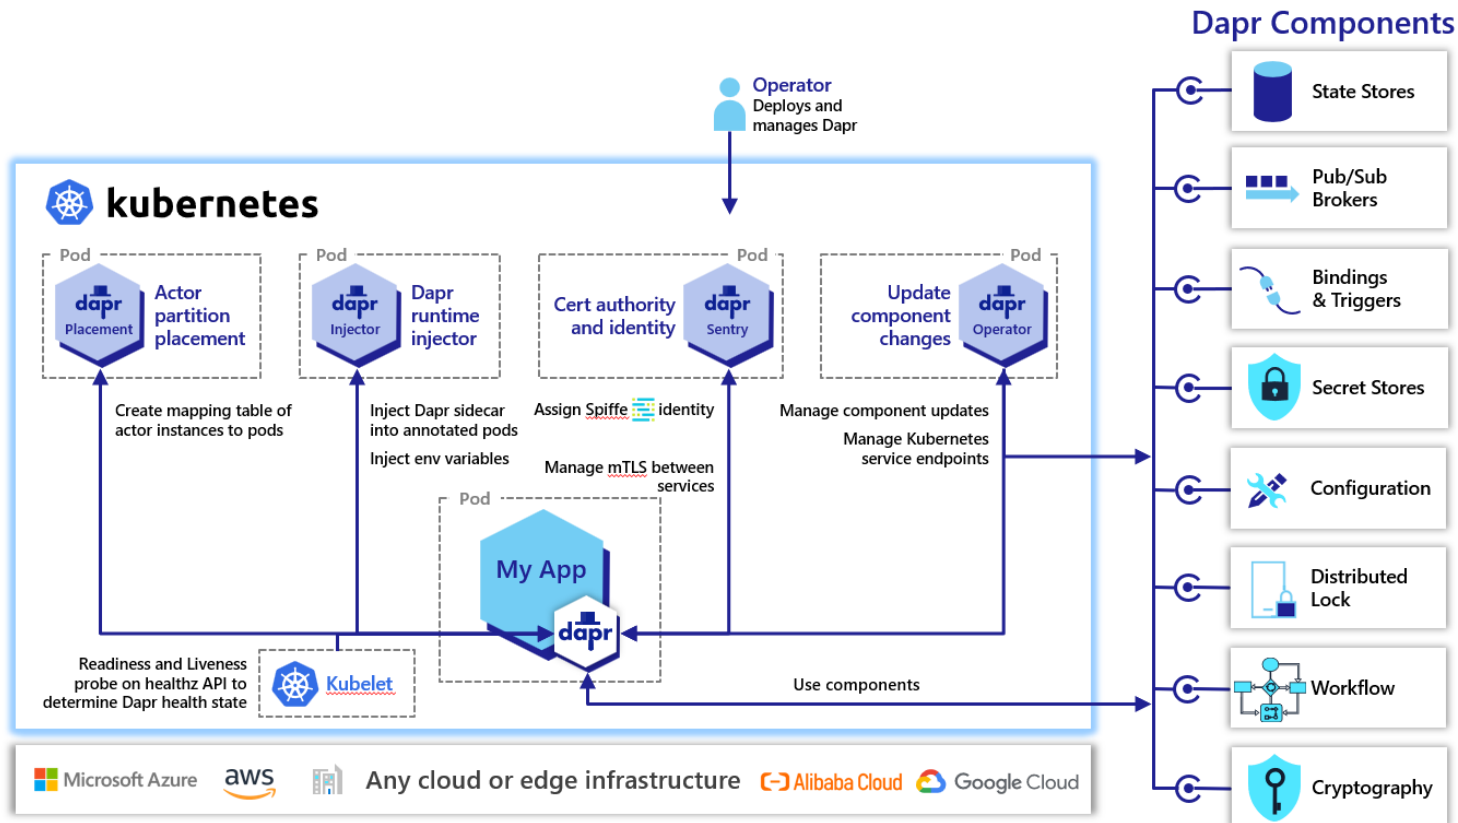 Dapr Components
Operator
Deploys and
manages Dapr
kubernetes
Pod
dapr
Placement
Actor
partition
placement
Pod
dapr
Injector
Dapr
runtime
injector
Pod
Cert authority
and identity
dapr
Sentry
Pod
Update
component
changes
dapr
Operator
Create mapping table of
actor instances to pods
Inject Dapr sidecar
into annotated pods
Inject env variables
Assign Spiffe identity
Manage mTLS between
services
Manage component updates
Manage Kubernetes
service endpoints
Pod
My App
dapr
Readiness and Liveness
probe on healthz API to
determine Dapr health state
Kubelet
Use components
Microsoft Azure
aws
Any cloud or edge infrastructure
Alibaba Cloud
Google Cloud
State Stores
Pub/Sub
Brokers
Bindings
& Triggers
Secret Stores
Configuration
Distributed
Lock
Workflow
Cryptography